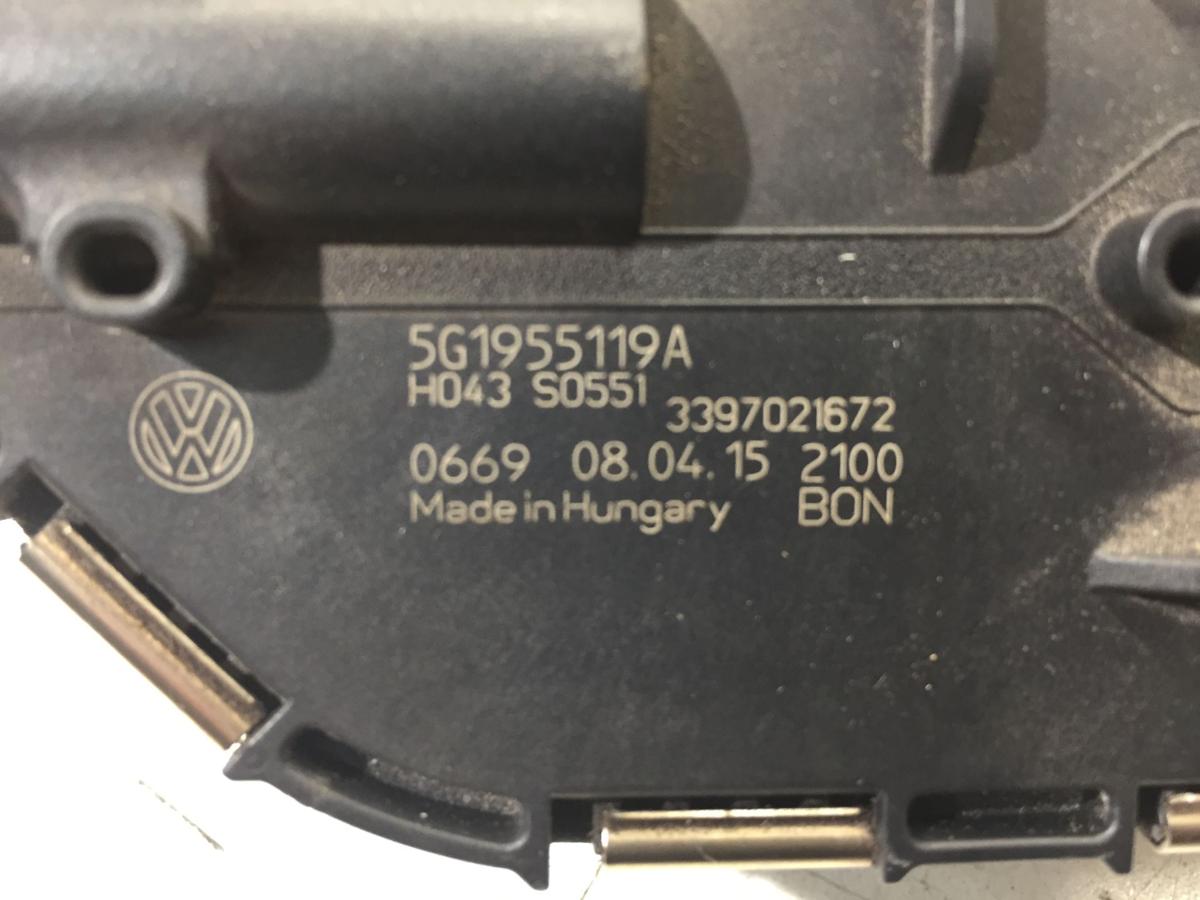 5G1955119A
H043 S0551
3397021672
0669 08.04.15 2100
Made in Hungary BON